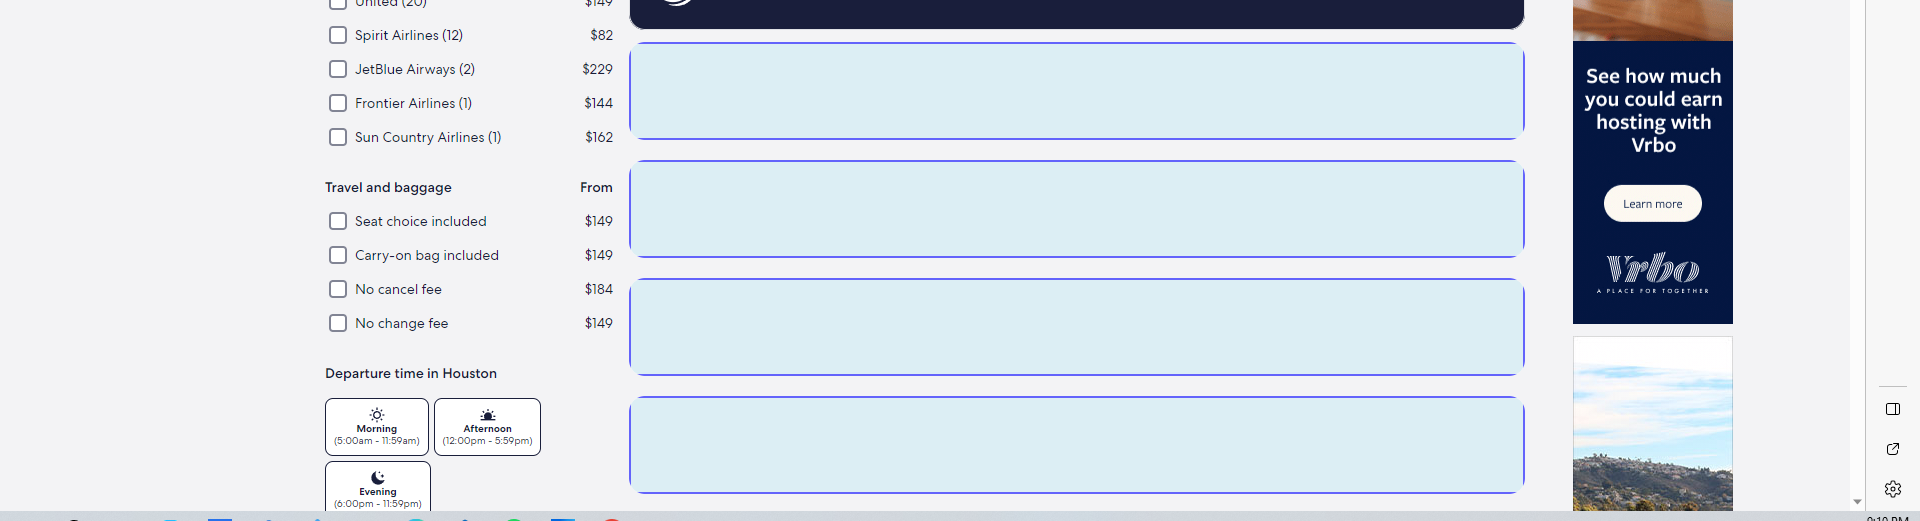 United (20) $149
Spirit Airlines (12) $82
JetBlue Airways (2) $229
Frontier Airlines (1) $144
Sun Country Airlines (1) $162
Travel and baggage From
Seat choice included $149
Carry-on bag included $149
No cancel fee $184
No change fee $149
Departure time in Houston
Morning
(5:00am - 11:59am)
Afternoon
(12:00pm - 5:59pm)
Evening
(6:00pm - 11:59pm)
See how much
you could earn
hosting with
Vrbo
Learn more
Vrbo
A PLACE FOR TOGETHER